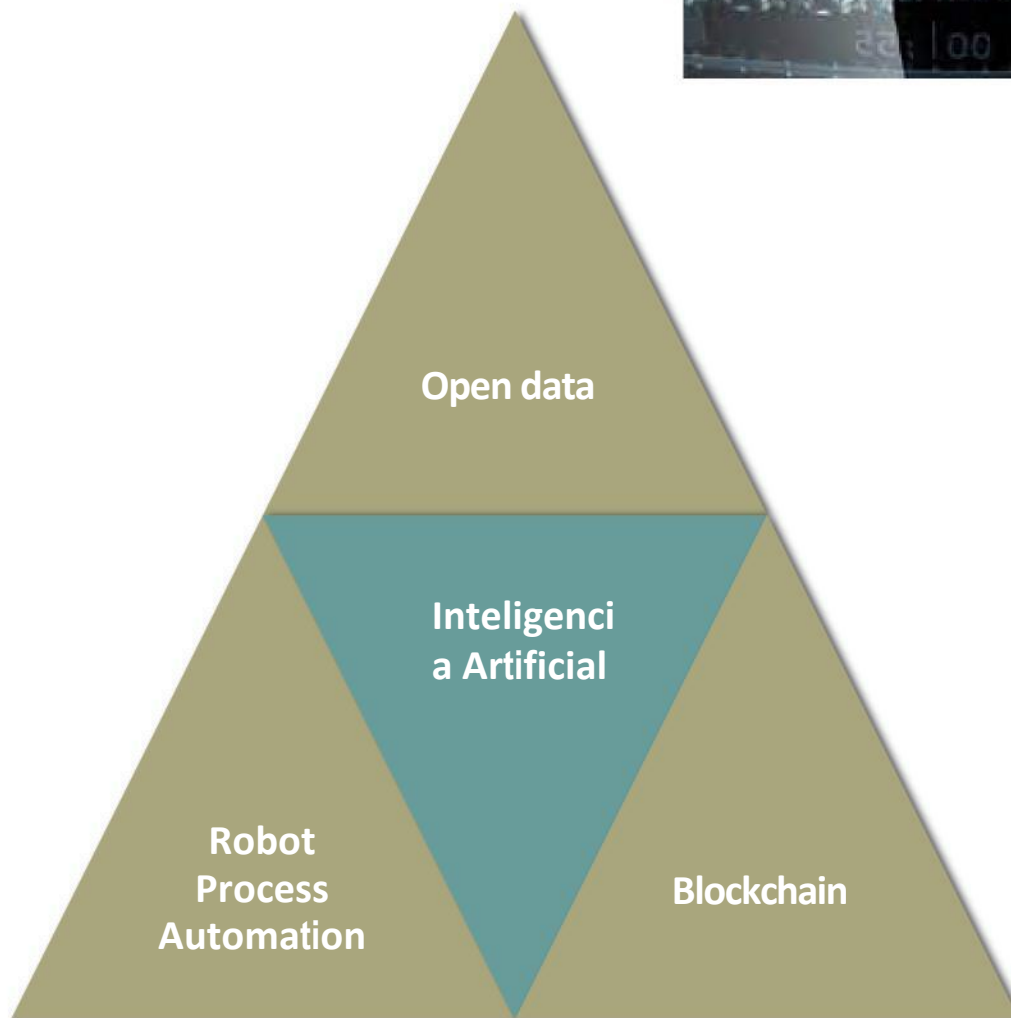 Open data
Inteligenci
a Artificial
Robot
Process
Automation
Blockchain